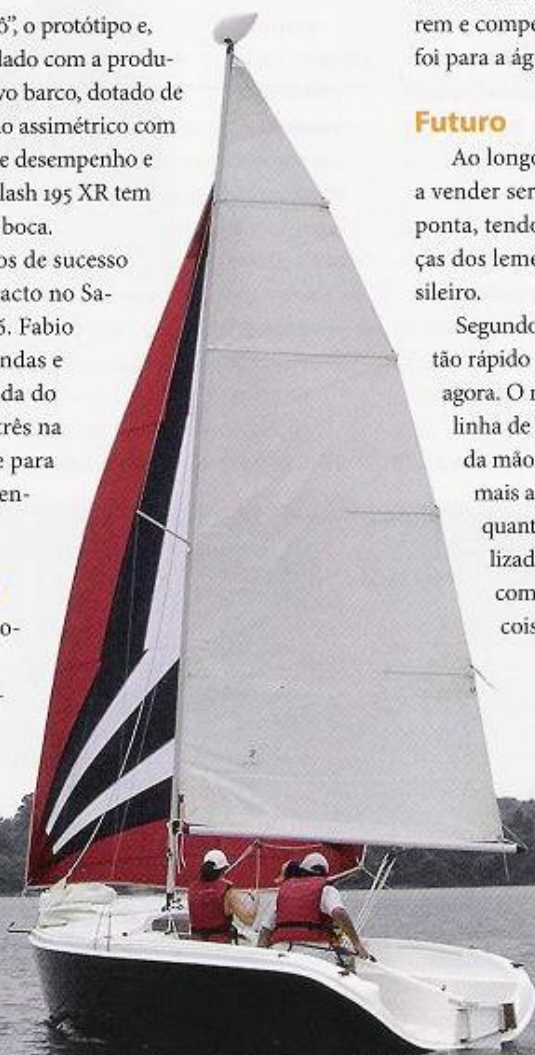 ô”, o protótipo e,
lado com a produ-
vo barco, dotado de
o assimétrico com
e desempenho e
lash 195 XR tem
boca.
os de sucesso
acto no Sa-
5. Fabio
ndas e
da do
três na
e para
en-
o-
rem e compe
foi para a ág
Futuro
Ao longo
a vender ser
ponta, tendo
ças dos leme
sileiro.
Segundo
tão rápido
agora. O r
linha de
da mão
mais a
quant
lizad
com
cois